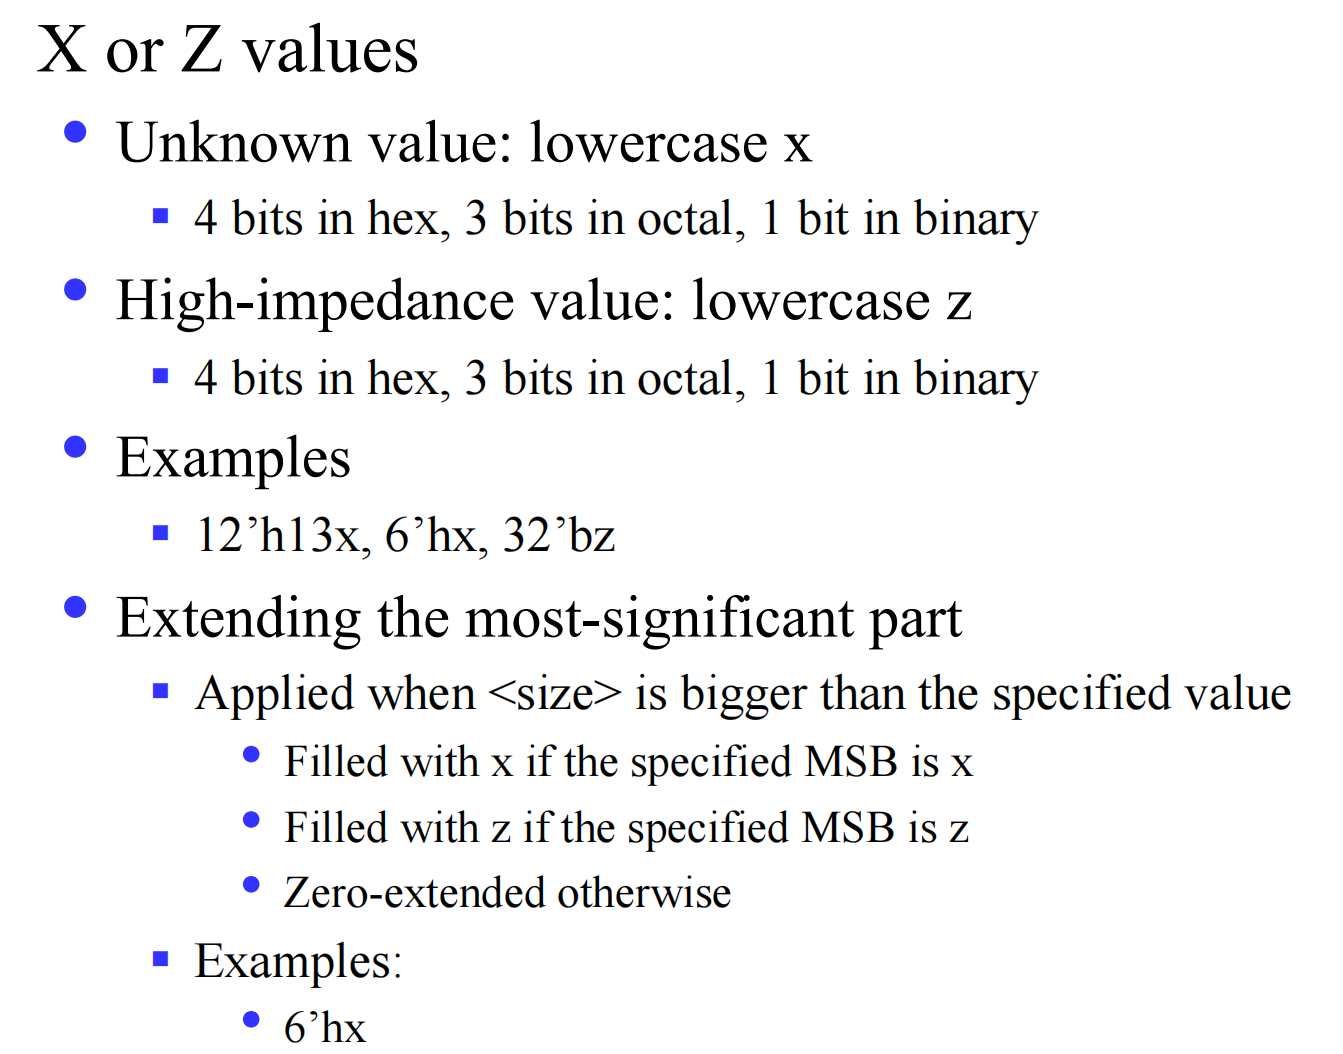 X or Z values
Unknown value: lowercase x
4 bits in hex, 3 bits in octal, 1 bit in binary
High-impedance value: lowercase z
4 bits in hex, 3 bits in octal, 1 bit in binary
Examples
12’h13x, 6’hx, 32’bz
Extending the most-significant part
Applied when <size> is bigger than the specified value
Filled with x if the specified MSB is x
Filled with z if the specified MSB is z
Zero-extended otherwise
Examples:
6’hx